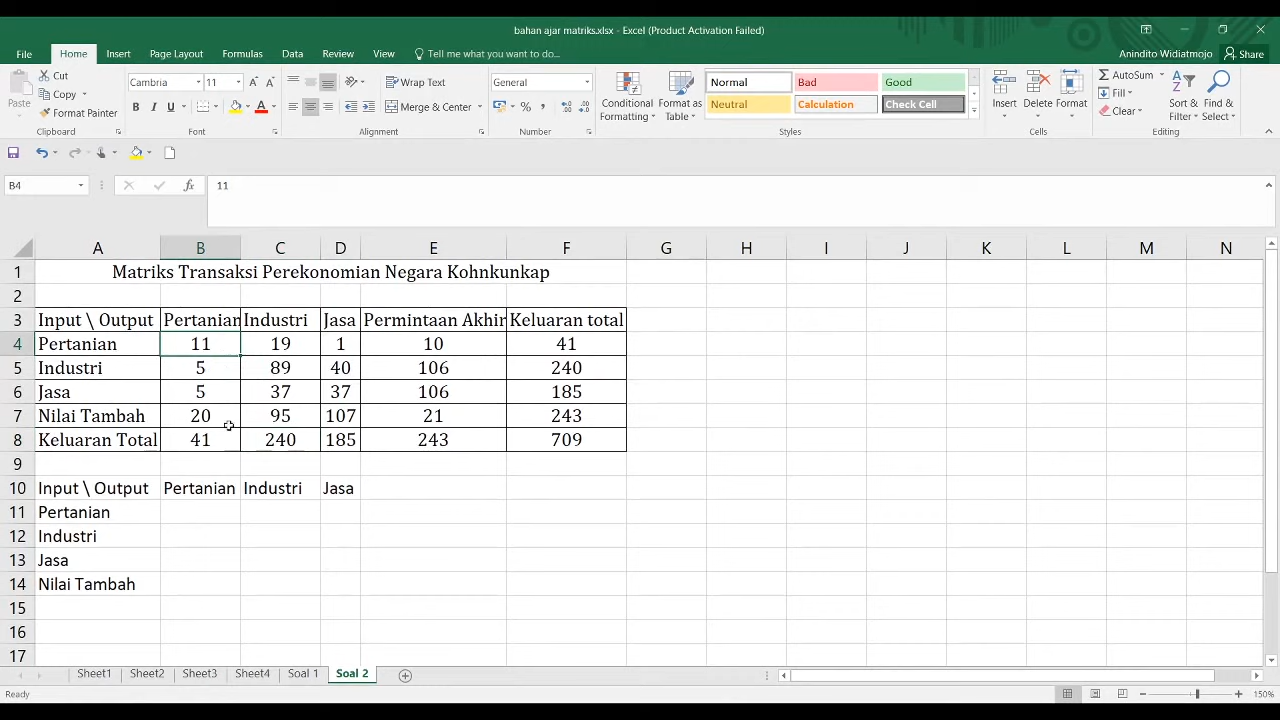 bahan ajar matriks.xlsx - Excel (Product Activation Failed)
File Home Insert Page Layout Formulas Data Review View Tell me what you want to do... Anindito Widiatmojo Share
Paste Cut Copy Format Painter Clipboard
Cambria 11 A A B I U A Font
Wrap Text Merge & Center Alignment
General % , Number
Conditional Formatting Format as Table Normal Bad Good Neutral Calculation Check Cell Styles
Insert Delete Format Cells
AutoSum Fill Clear Sort & Filter Find & Select Editing
B4 fx 11
A B C D E F G H I J K L M N
1 Matriks Transaksi Perekonomian Negara Kohnkunkap
2
3 Input \ Output Pertanian Industri Jasa Permintaan Akhir Keluaran total
4 Pertanian 11 19 1 10 41
5 Industri 5 89 40 106 240
6 Jasa 5 37 37 106 185
7 Nilai Tambah 20 95 107 21 243
8 Keluaran Total 41 240 185 243 709
9
10 Input \ Output Pertanian Industri Jasa
11 Pertanian
12 Industri
13 Jasa
14 Nilai Tambah
15
16
17
Sheet1 Sheet2 Sheet3 Sheet4 Soal 1 Soal 2
Ready 150%